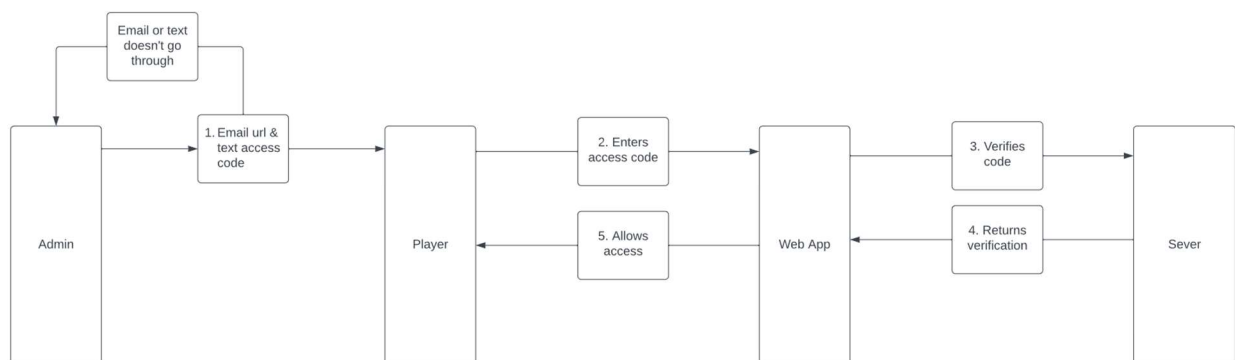 Email or text
doesn't go
through
1. Email url &
text access
code
2. Enters
access code
3. Verifies
code
Admin
Player
5. Allows
access
Web App
4. Returns
verification
Sever